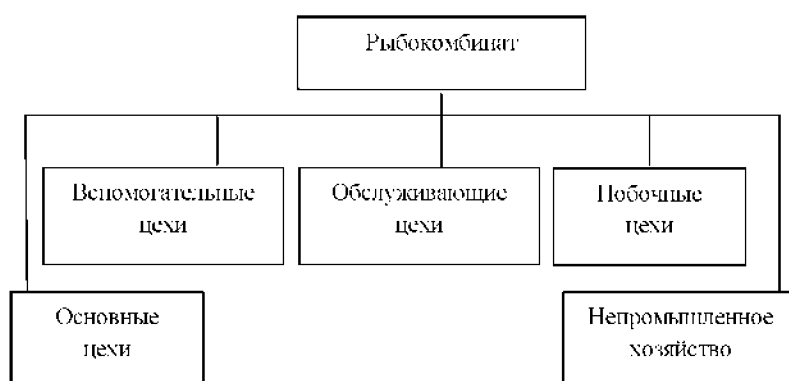 Рыбокомбинат
Вспомогательные
цехи
Обслуживающие
цехи
Побочные
цехи
Основные
цехи
Непромышленное
хозяйство